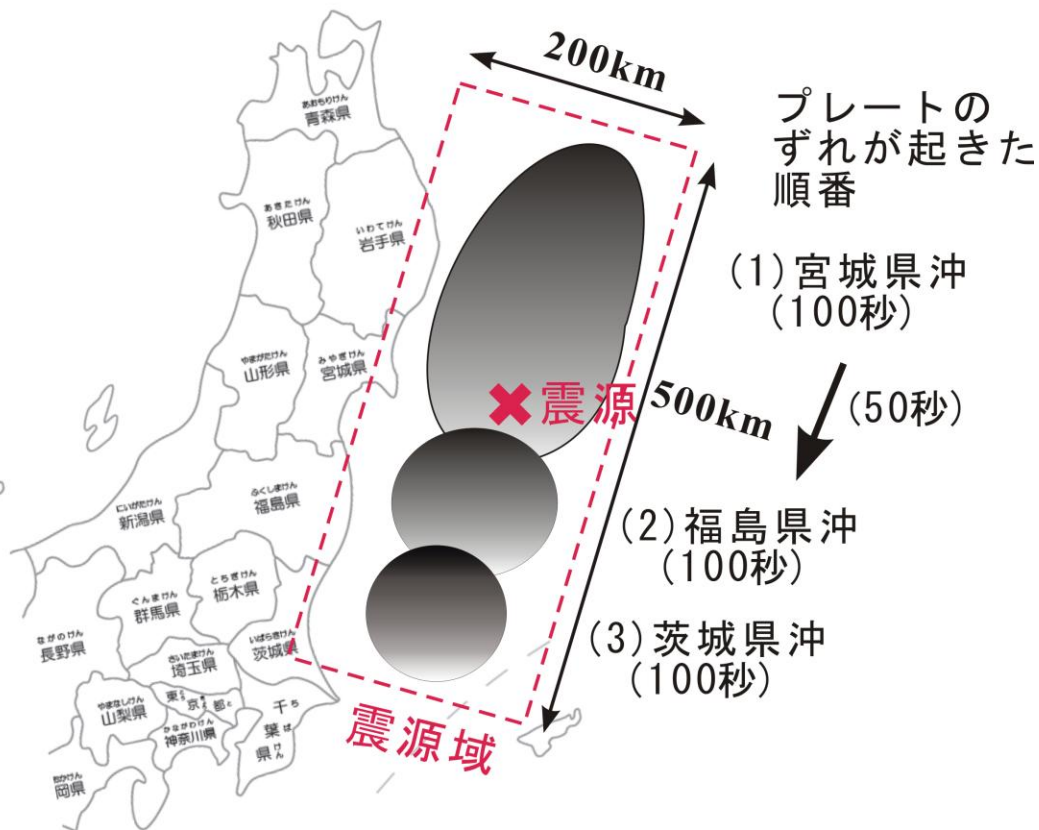 200km
プレートの
ずれが起きた
順番
あおもりけん
青森県
あきたけん
秋田県
いわてけん
岩手県
(1)宮城県沖
(100秒)
やまがたけん
山形県
みやぎけん
宮城県
震源
500km
(50秒)
にいがたけん
新潟県
ふくしまけん
福島県
(2)福島県沖
(100秒)
とちぎけん
栃木県
ぐんまけん
群馬県
ながのけん
長野県
いばらきけん
茨城県
(3)茨城県沖
(100秒)
さいたまけん
埼玉県
やまなしけん
山梨県
東京都
かながわけん
神奈川県
ち
千
ば
葉
けん
県
震源域
岡県